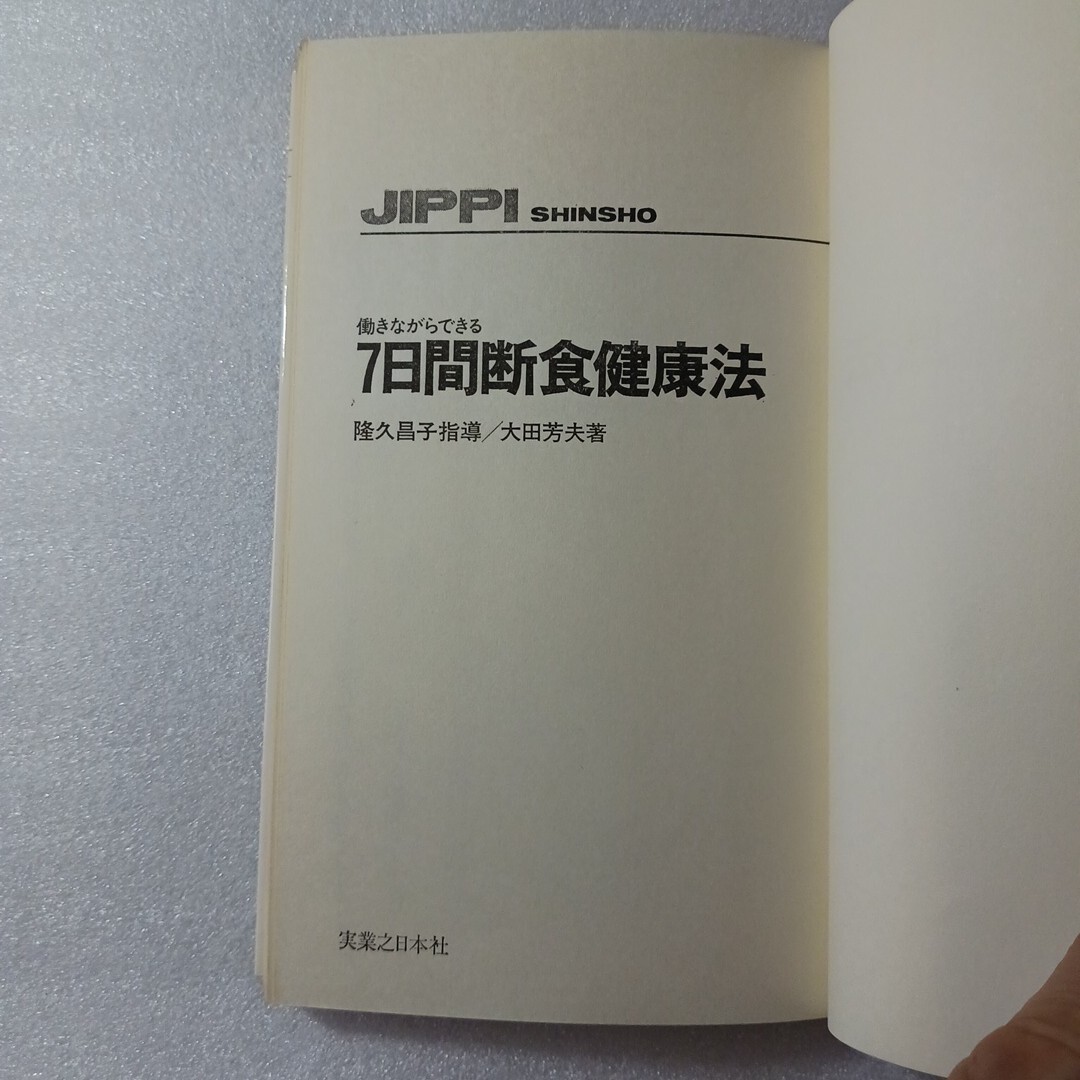 JIPPI SHINSHO
働きながらできる
7日間断食健康法
隆久昌子指導／大田芳夫著
実業之日本社